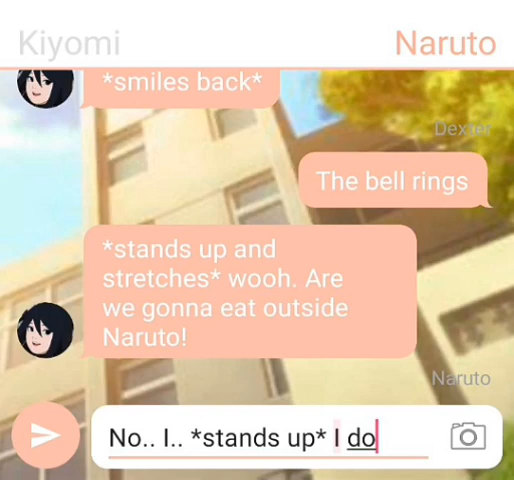 Kiyomi Naruto
*smiles back*
Dexter
The bell rings
*stands up and
stretches* wooh. Are
we gonna eat outside
Naruto!
Naruto
No.. I.. *stands up* I do